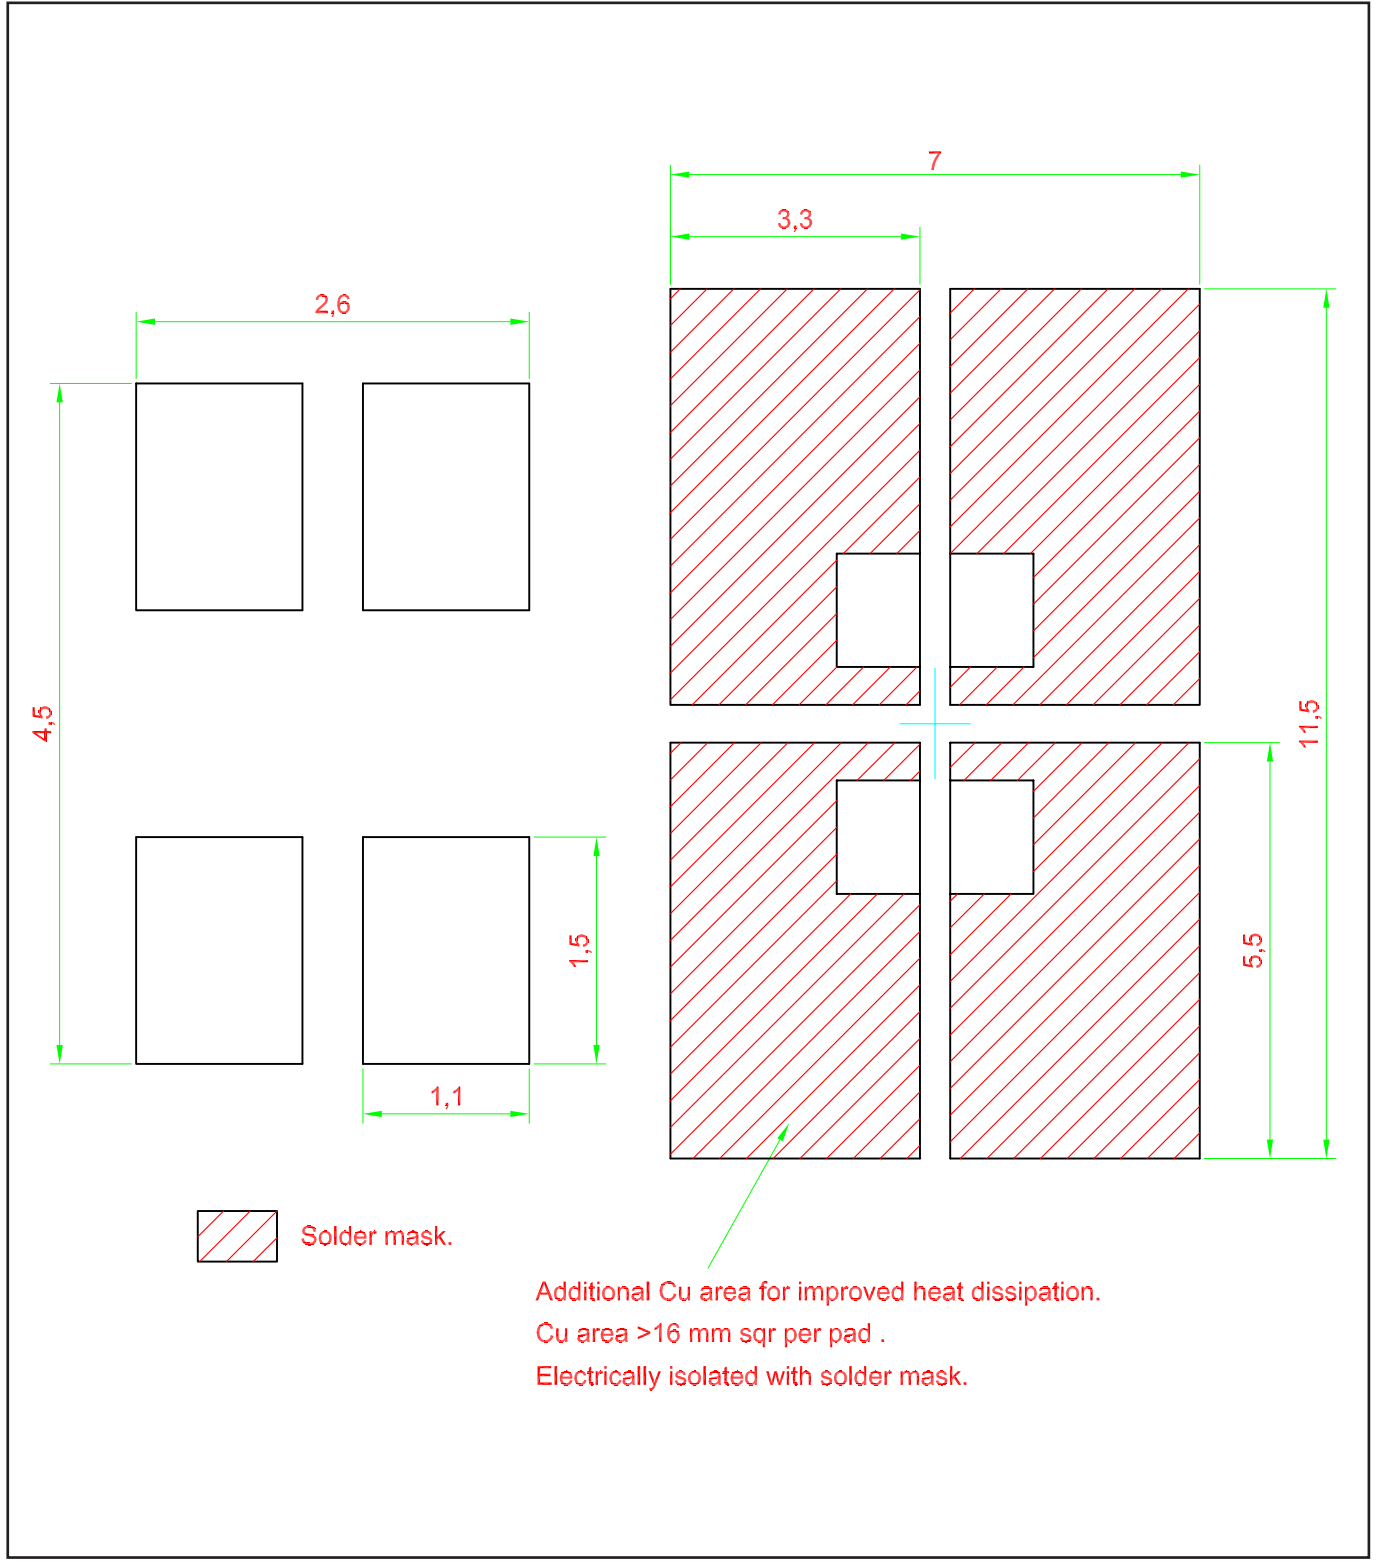 7
3,3
2,6
4,5
11,5
1,5
5,5
1,1
Solder mask.
Additional Cu area for improved heat dissipation.
Cu area >16 mm sqr per pad .
Electrically isolated with solder mask.